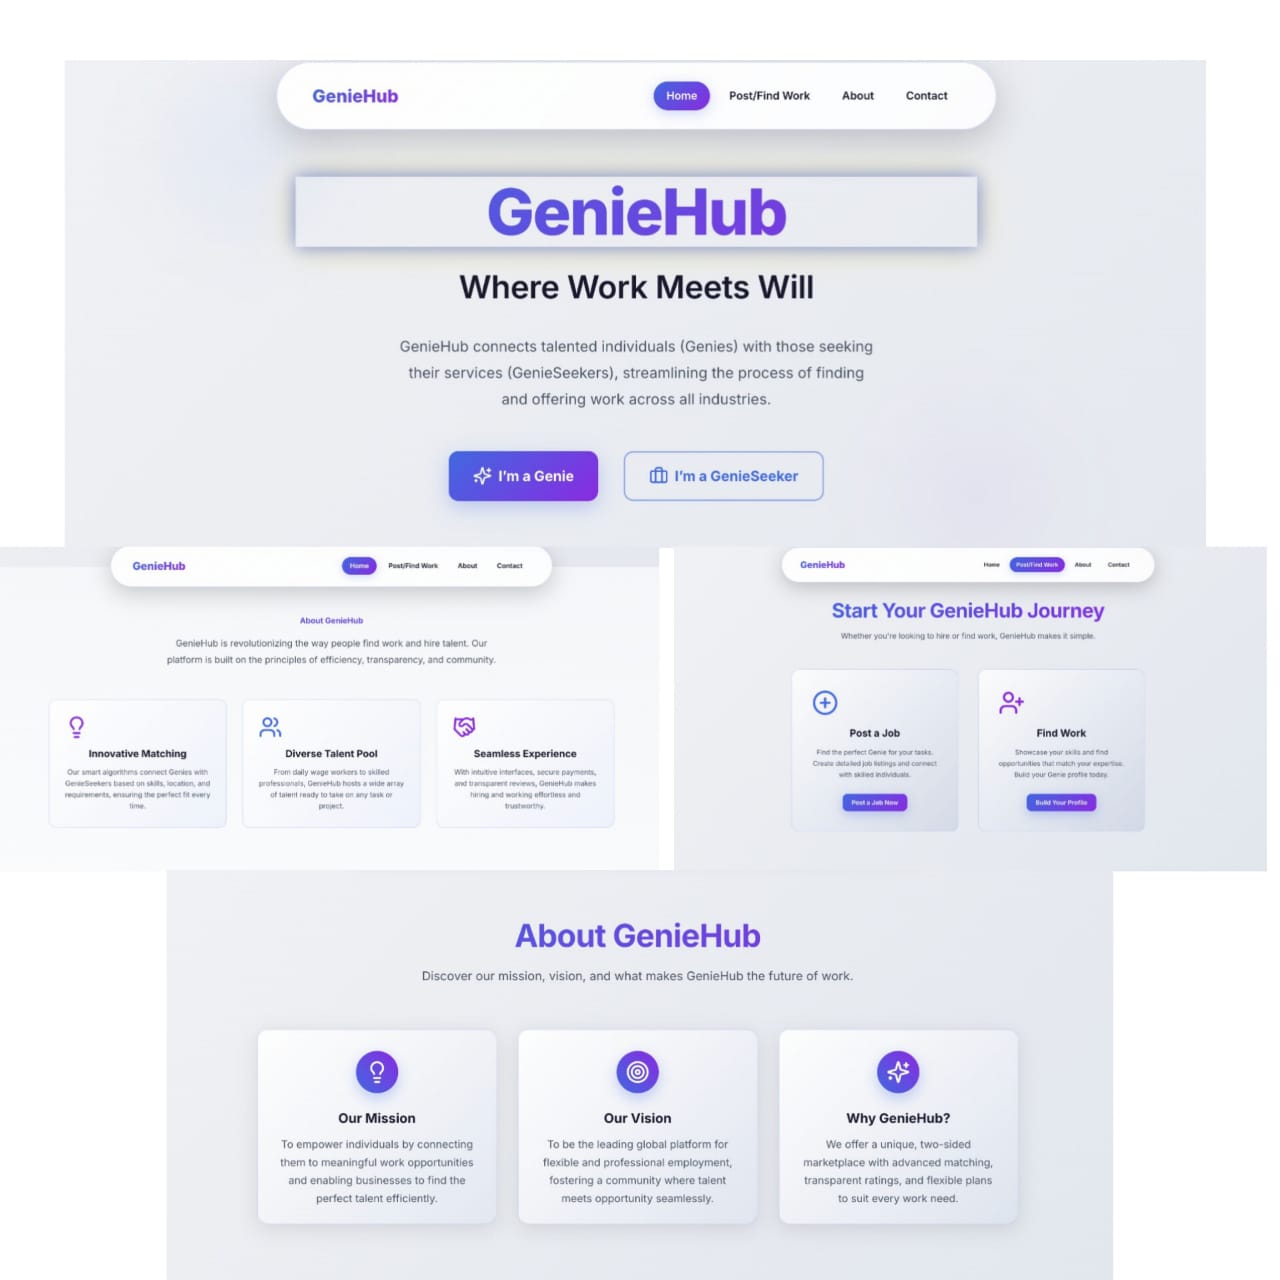 GenieHub
Home
Post/Find Work
About
Contact
GenieHub
Where Work Meets Will
GenieHub connects talented individuals (Genies) with those seeking
their services (GenieSeekers), streamlining the process of finding
and offering work across all industries.
I'm a Genie
I'm a GenieSeeker
GenieHub
Home
Post/Find Work
About
Contact
About GenieHub
GenieHub is revolutionizing the way people find work and hire talent. Our
platform is built on the principles of efficiency, transparency, and community.
Innovative Matching
Our smart algorithms connect Genies with
GenieSeekers based on skills, location, and
requirements, ensuring the perfect fit every
time.
Diverse Talent Pool
From daily wage workers to skilled
professionals, GenieHub hosts a wide array
of talent ready to take on any task or
project.
Seamless Experience
With intuitive interfaces, secure payments,
and transparent reviews, GenieHub makes
hiring and working effortless and
trustworthy.
GenieHub
Home
Post/Find Work
About
Contact
Start Your GenieHub Journey
Whether you're looking to hire or find work, GenieHub makes it simple.
Post a Job
Find the perfect Genie for your tasks.
Create detailed job listings and connect
with skilled individuals.
Post a Job Now
Find Work
Showcase your skills and find
opportunities that match your expertise.
Build your Genie profile today.
Build Your Profile
About GenieHub
Discover our mission, vision, and what makes GenieHub the future of work.
Our Mission
To empower individuals by connecting
them to meaningful work opportunities
and enabling businesses to find the
perfect talent efficiently.
Our Vision
To be the leading global platform for
flexible and professional employment,
fostering a community where talent
meets opportunity seamlessly.
Why GenieHub?
We offer a unique, two-sided
marketplace with advanced matching,
transparent ratings, and flexible plans
to suit every work need.